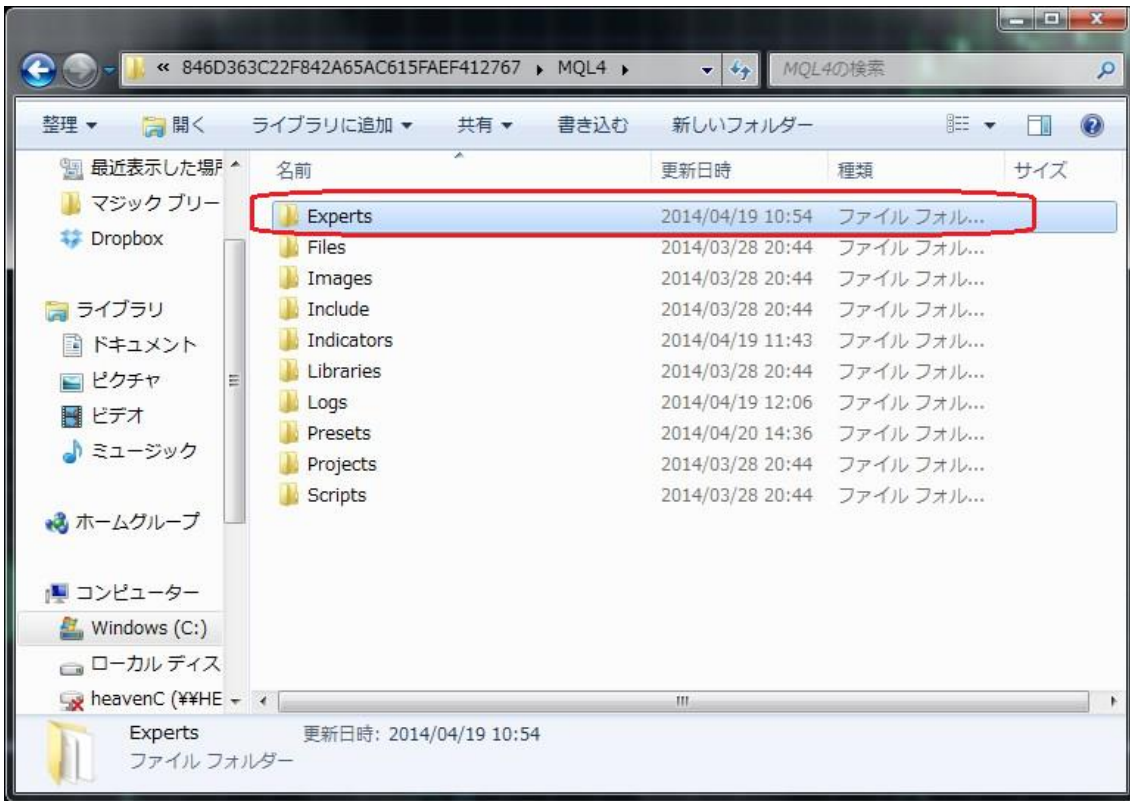 « 846D363C22F842A65AC615FAEF412767 ▸ MQL4 ▸
MQL4の検索
整理 ▼ 開く ライブラリに追加 ▼ 共有 ▼ 書き込む 新しいフォルダー
最近表示した場所
マジック ブリー
Dropbox
ライブラリ
ドキュメント
ピクチャ
ビデオ
ミュージック
ホームグループ
コンピューター
Windows (C:)
ローカル ディス
heavenC (¥¥HE
名前 更新日時 種類 サイズ
Experts 2014/04/19 10:54 ファイル フォル...
Files 2014/03/28 20:44 ファイル フォル...
Images 2014/03/28 20:44 ファイル フォル...
Include 2014/03/28 20:44 ファイル フォル...
Indicators 2014/04/19 11:43 ファイル フォル...
Libraries 2014/03/28 20:44 ファイル フォル...
Logs 2014/04/19 12:06 ファイル フォル...
Presets 2014/04/20 14:36 ファイル フォル...
Projects 2014/03/28 20:44 ファイル フォル...
Scripts 2014/03/28 20:44 ファイル フォル...
Experts 更新日時: 2014/04/19 10:54
ファイル フォルダー